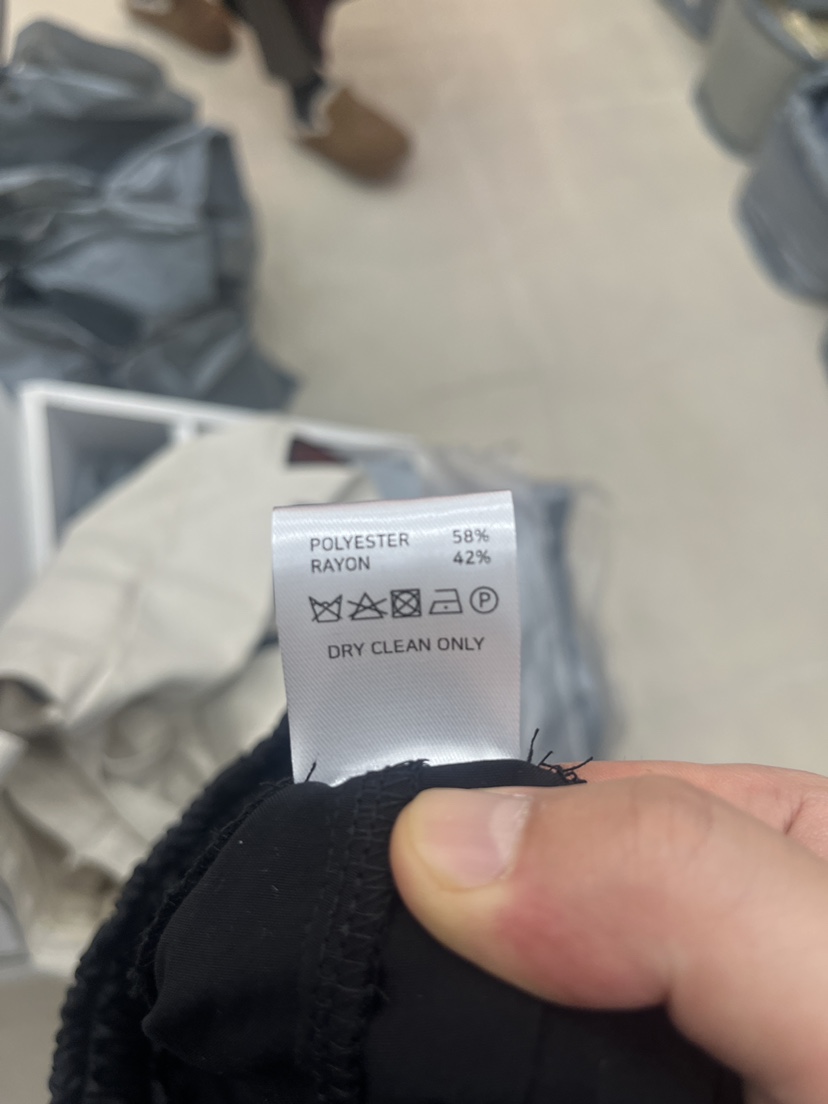 POLYESTER 58%
RAYON 42%
P
DRY CLEAN ONLY